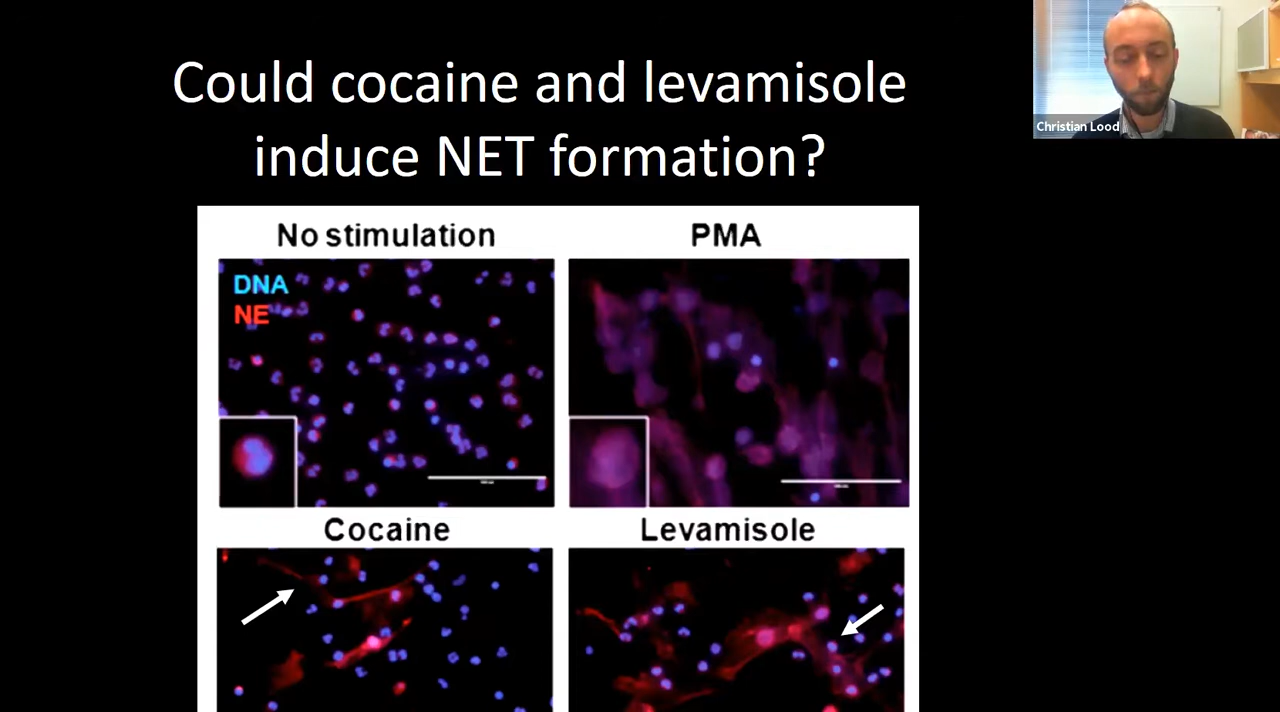 Could cocaine and levamisole
induce NET formation?
Christian Lood
No stimulation
PMA
DNA
NE
Cocaine
Levamisole